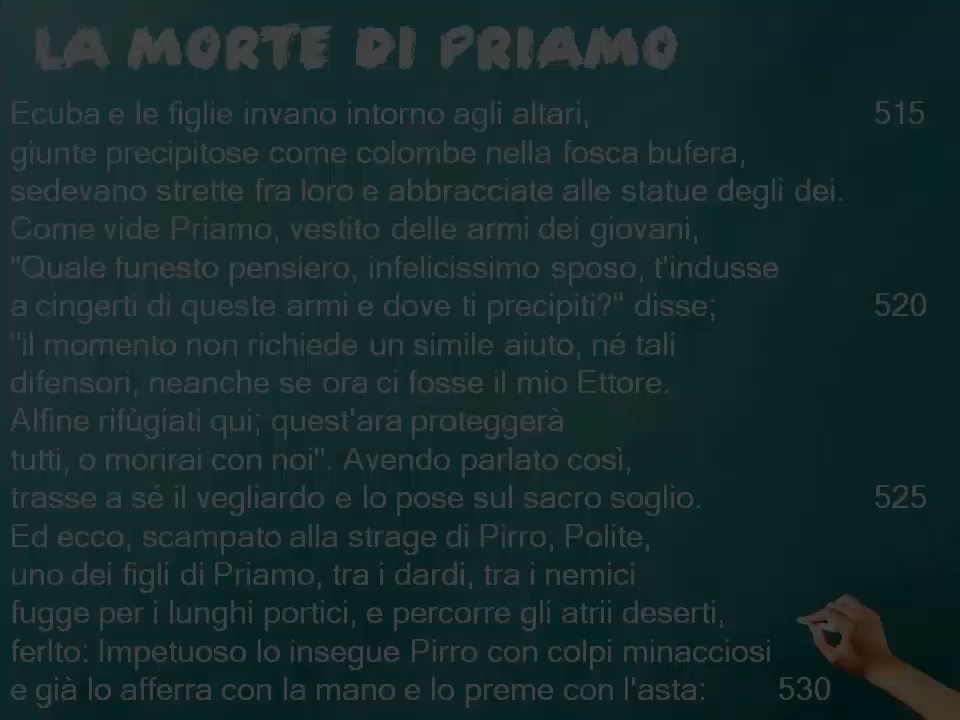 LA MORTE DI PRIAMO
Ecuba e le figlie invano intorno agli altari, 515
giunte precipitose come colombe nella fosca bufera,
sedevano strette fra loro e abbracciate alle statue degli dei.
Come vide Priamo, vestito delle armi dei giovani,
"Quale funesto pensiero, infelicissimo sposo, t'indusse
a cingerti di queste armi e dove ti precipiti?" disse; 520
"il momento non richiede un simile aiuto, né tali
difensori, neanche se ora ci fosse il mio Ettore.
Alfine rifùgiati qui; quest'ara proteggerà
tutti, o morirai con noi". Avendo parlato così,
trasse a sé il vegliardo e lo pose sul sacro soglio. 525
Ed ecco, scampato alla strage di Pirro, Polite,
uno dei figli di Priamo, tra i dardi, tra i nemici
fugge per i lunghi portici, e percorre gli atrii deserti,
ferIto: Impetuoso lo insegue Pirro con colpi minacciosi
e già lo afferra con la mano e lo preme con l'asta: 530